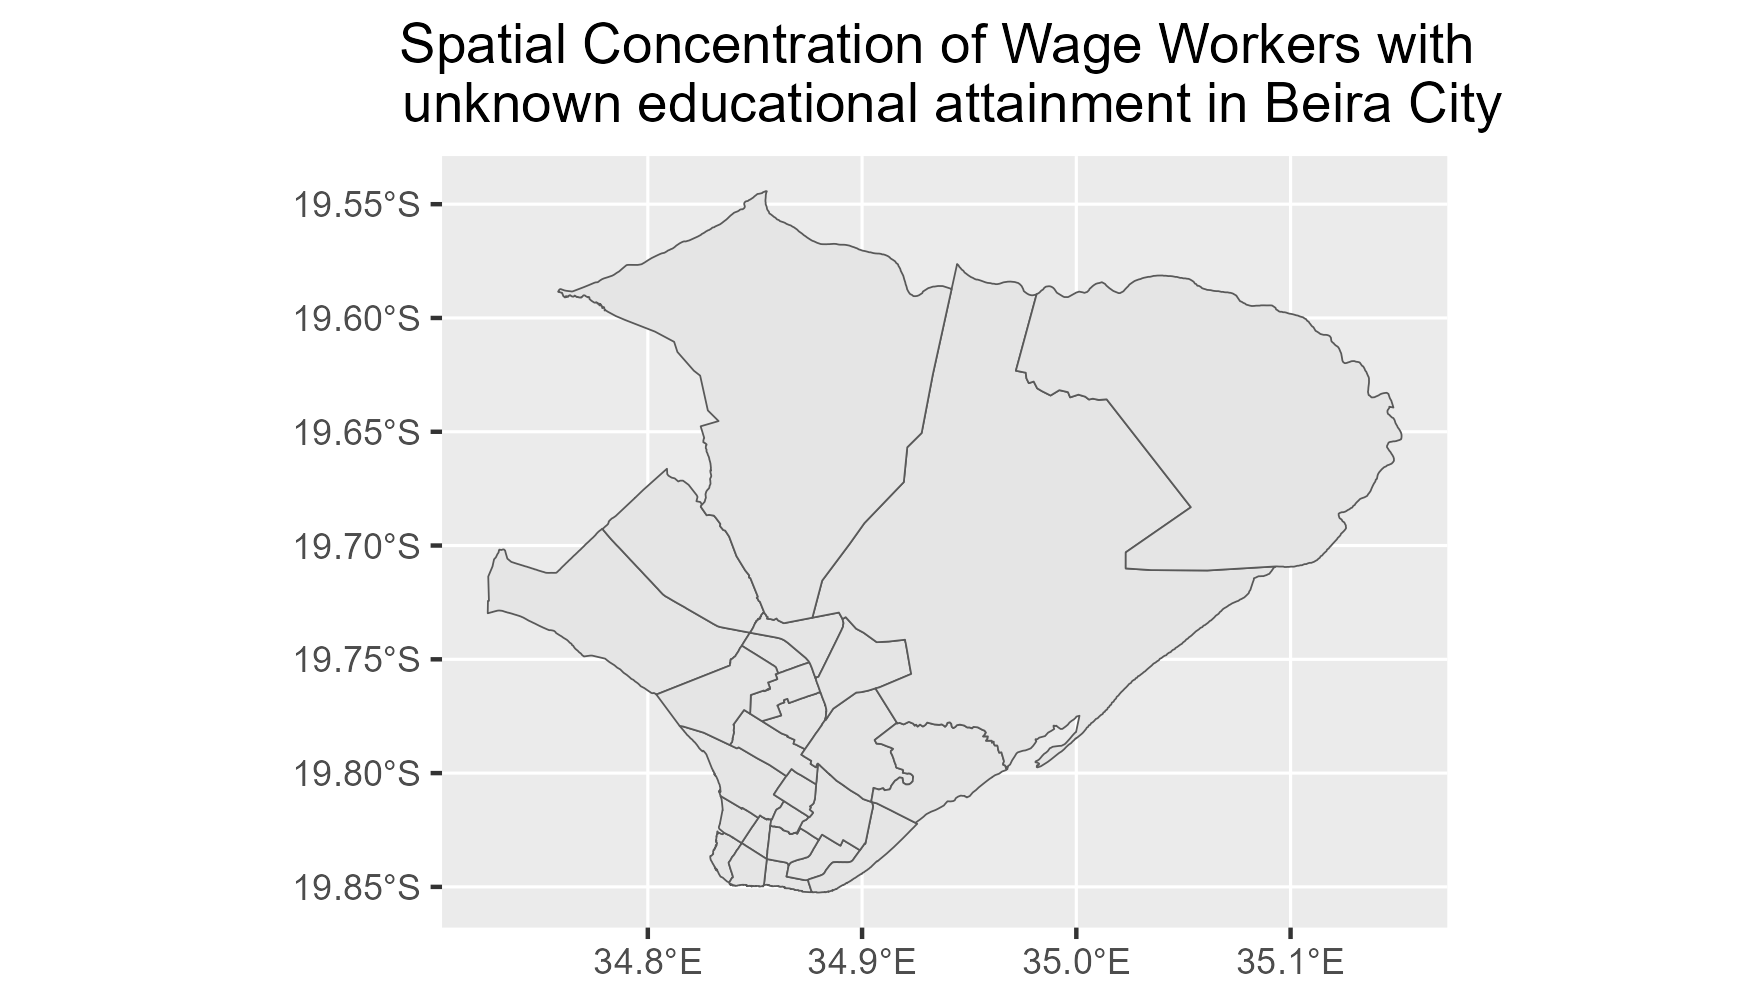 Spatial Concentration of Wage Workers with
unknown educational attainment in Beira City
19.55°S
19.60°S
19.65°S
19.70°S
19.75°S
19.80°S
19.85°S
34.8°E
34.9°E
35.0°E
35.1°E